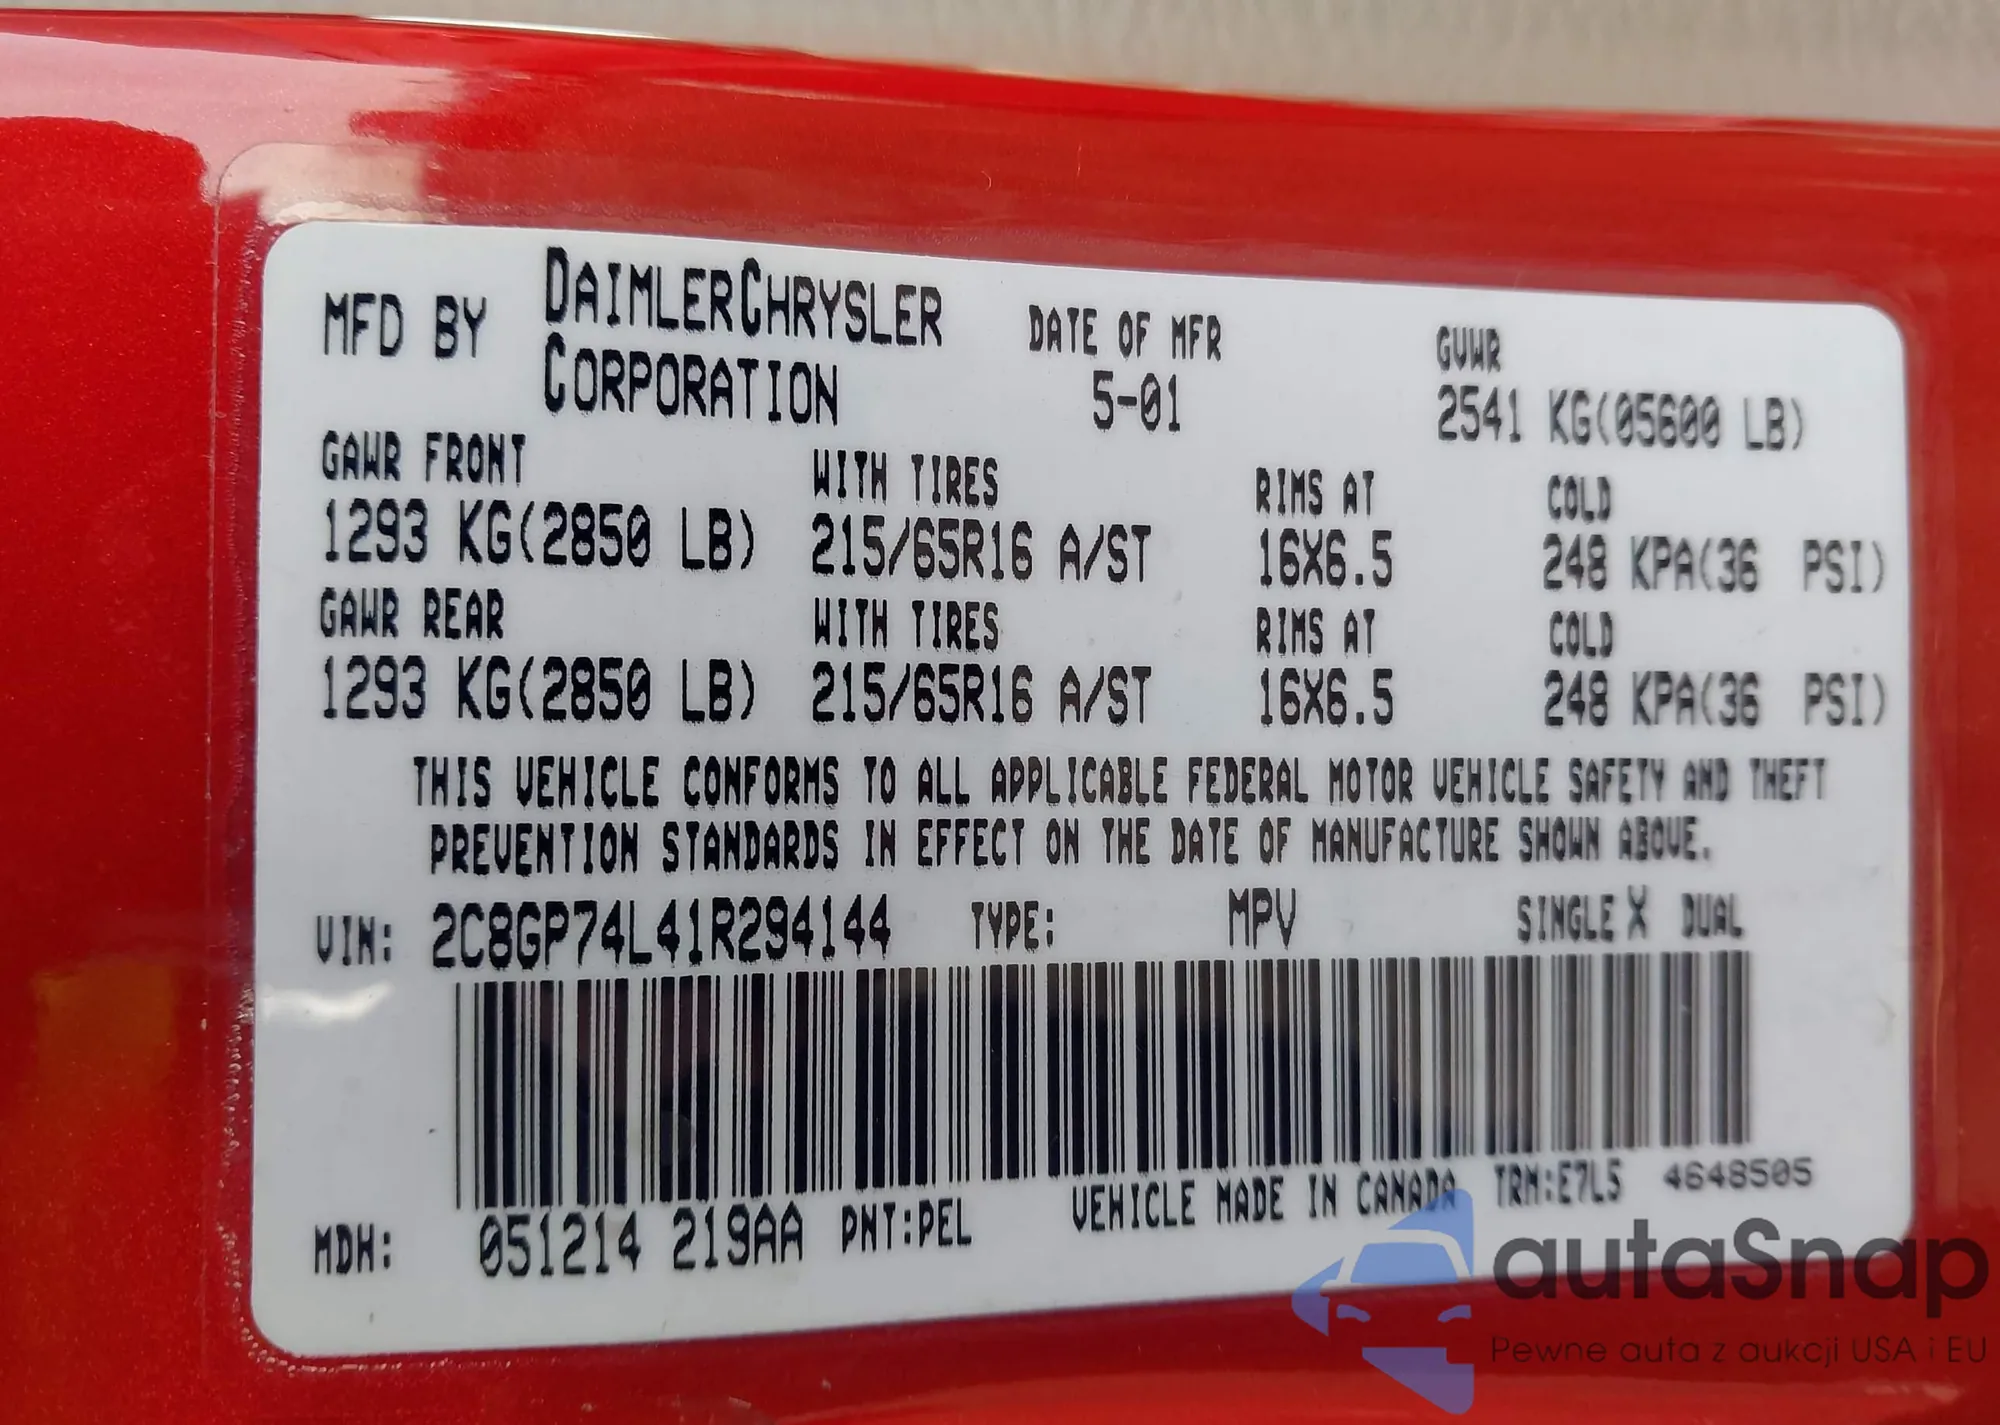 MFD BY DAIMLERCHRYSLER CORPORATION DATE OF MFR 5-01 GVWR 2541 KG(05600 LB)
GAWR FRONT WITH TIRES RIMS AT COLD
1293 KG(2850 LB) 215/65R16 A/ST 16X6.5 248 KPA(36 PSI)
GAWR REAR WITH TIRES RIMS AT COLD
1293 KG(2850 LB) 215/65R16 A/ST 16X6.5 248 KPA(36 PSI)
THIS VEHICLE CONFORMS TO ALL APPLICABLE FEDERAL MOTOR VEHICLE SAFETY AND THEFT
PREVENTION STANDARDS IN EFFECT ON THE DATE OF MANUFACTURE SHOWN ABOVE.
VIN: 2C8GP74L41R294144 TYPE: MPV SINGLE X DUAL
MDH: 051214 219AA PNT:PEL VEHICLE MADE IN CANADA TRM:E7L5 4648505
autaSnap
Pewne auta z aukcji USA i EU